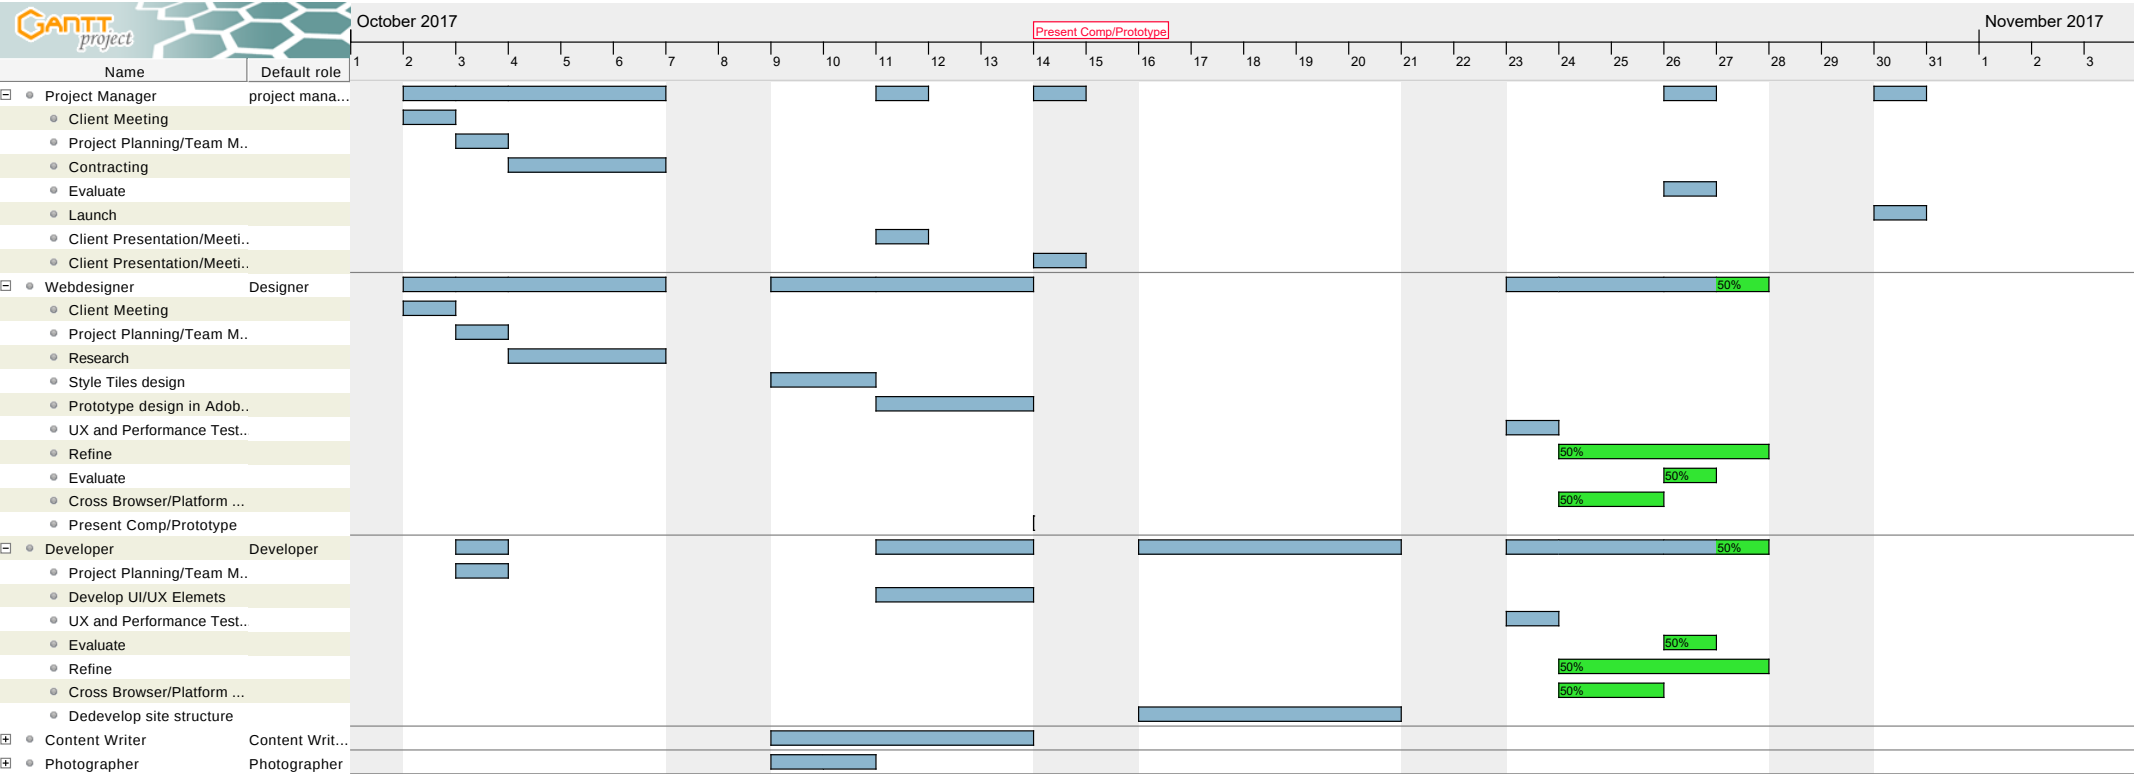 GANTT
project
October 2017
November 2017
Present Comp/Prototype
Name Default role
1 2 3 4 5 6 7 8 9 10 11 12 13 14 15 16 17 18 19 20 21 22 23 24 25 26 27 28 29 30 31 1 2 3
Project Manager project mana...
Client Meeting
Project Planning/Team M..
Contracting
Evaluate
Launch
Client Presentation/Meeti..
Client Presentation/Meeti..
Webdesigner Designer 50%
Client Meeting
Project Planning/Team M..
Research
Style Tiles design
Prototype design in Adob..
UX and Performance Test..
Refine 50%
Evaluate 50%
Cross Browser/Platform ... 50%
Present Comp/Prototype
Developer Developer 50%
Project Planning/Team M..
Develop UI/UX Elemets
UX and Performance Test..
Evaluate 50%
Refine 50%
Cross Browser/Platform ... 50%
Dedevelop site structure
Content Writer Content Writ...
Photographer Photographer